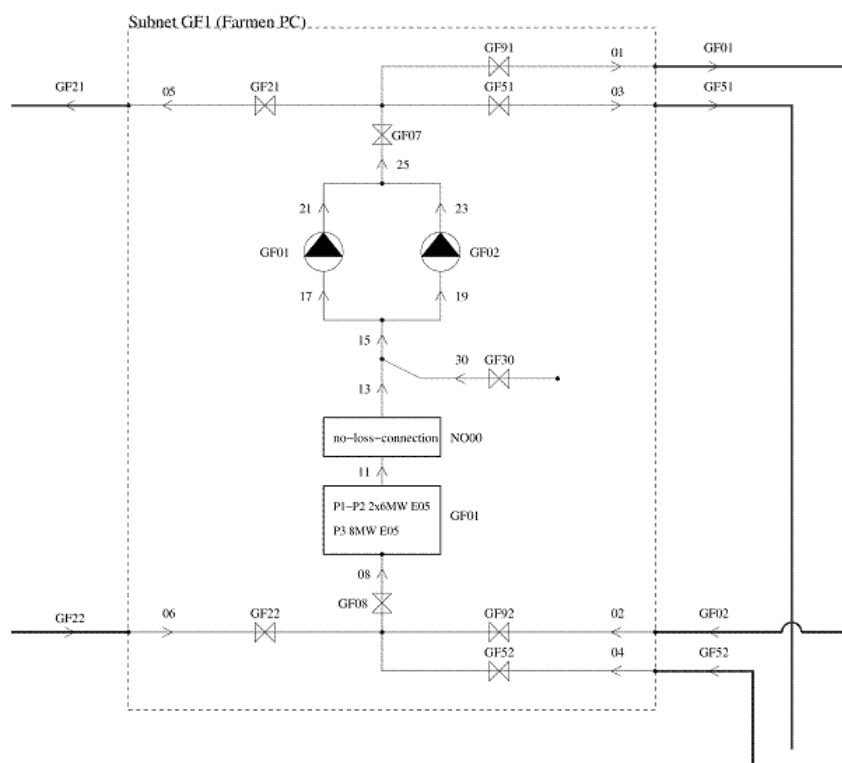 Subnet GF1 (Farmen PC)
GF91
01
GF01
GF21
05
GF21
GF51
03
GF51
GF07
25
21
23
GF01
GF02
17
19
15
30
GF30
13
no-loss-connection
NO00
11
P1-P2 2x6MW E05
P3 8MW E05
GF01
08
GF08
GF22
06
GF22
GF92
02
GF02
GF52
04
GF52